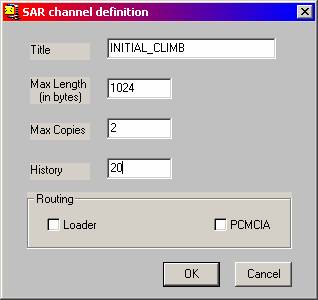 SAR channel definition
Title INITIAL_CLIMB
Max Length
(in bytes) 1024
Max Copies 2
History 20
Routing
Loader PCMCIA
OK Cancel